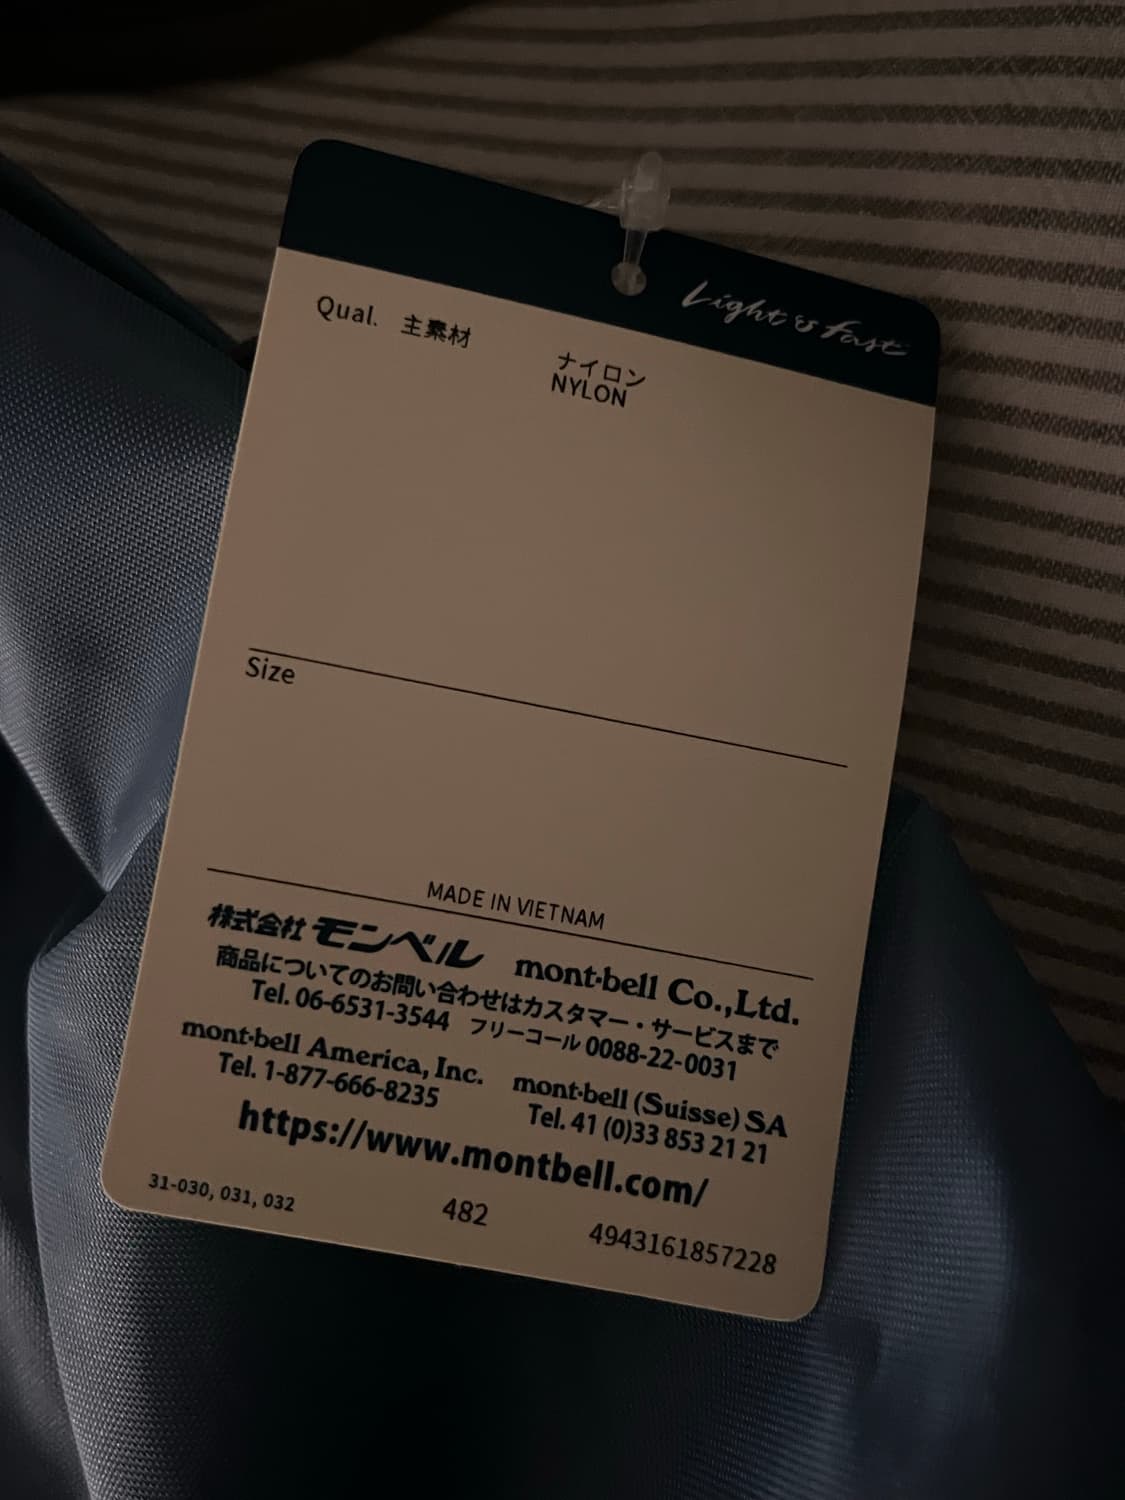 Light & Fast
Qual. 主素材
ナイロン
NYLON
Size
MADE IN VIETNAM
株式会社 モンベル mont-bell Co.,Ltd.
商品についてのお問い合わせはカスタマー・サービスまで
Tel. 06-6531-3544 フリーコール 0088-22-0031
mont-bell America, Inc. mont-bell (Suisse) SA
Tel. 1-877-666-8235 Tel. 41 (0)33 853 21 21
https://www.montbell.com/
31-030, 031, 032 482 4943161857228